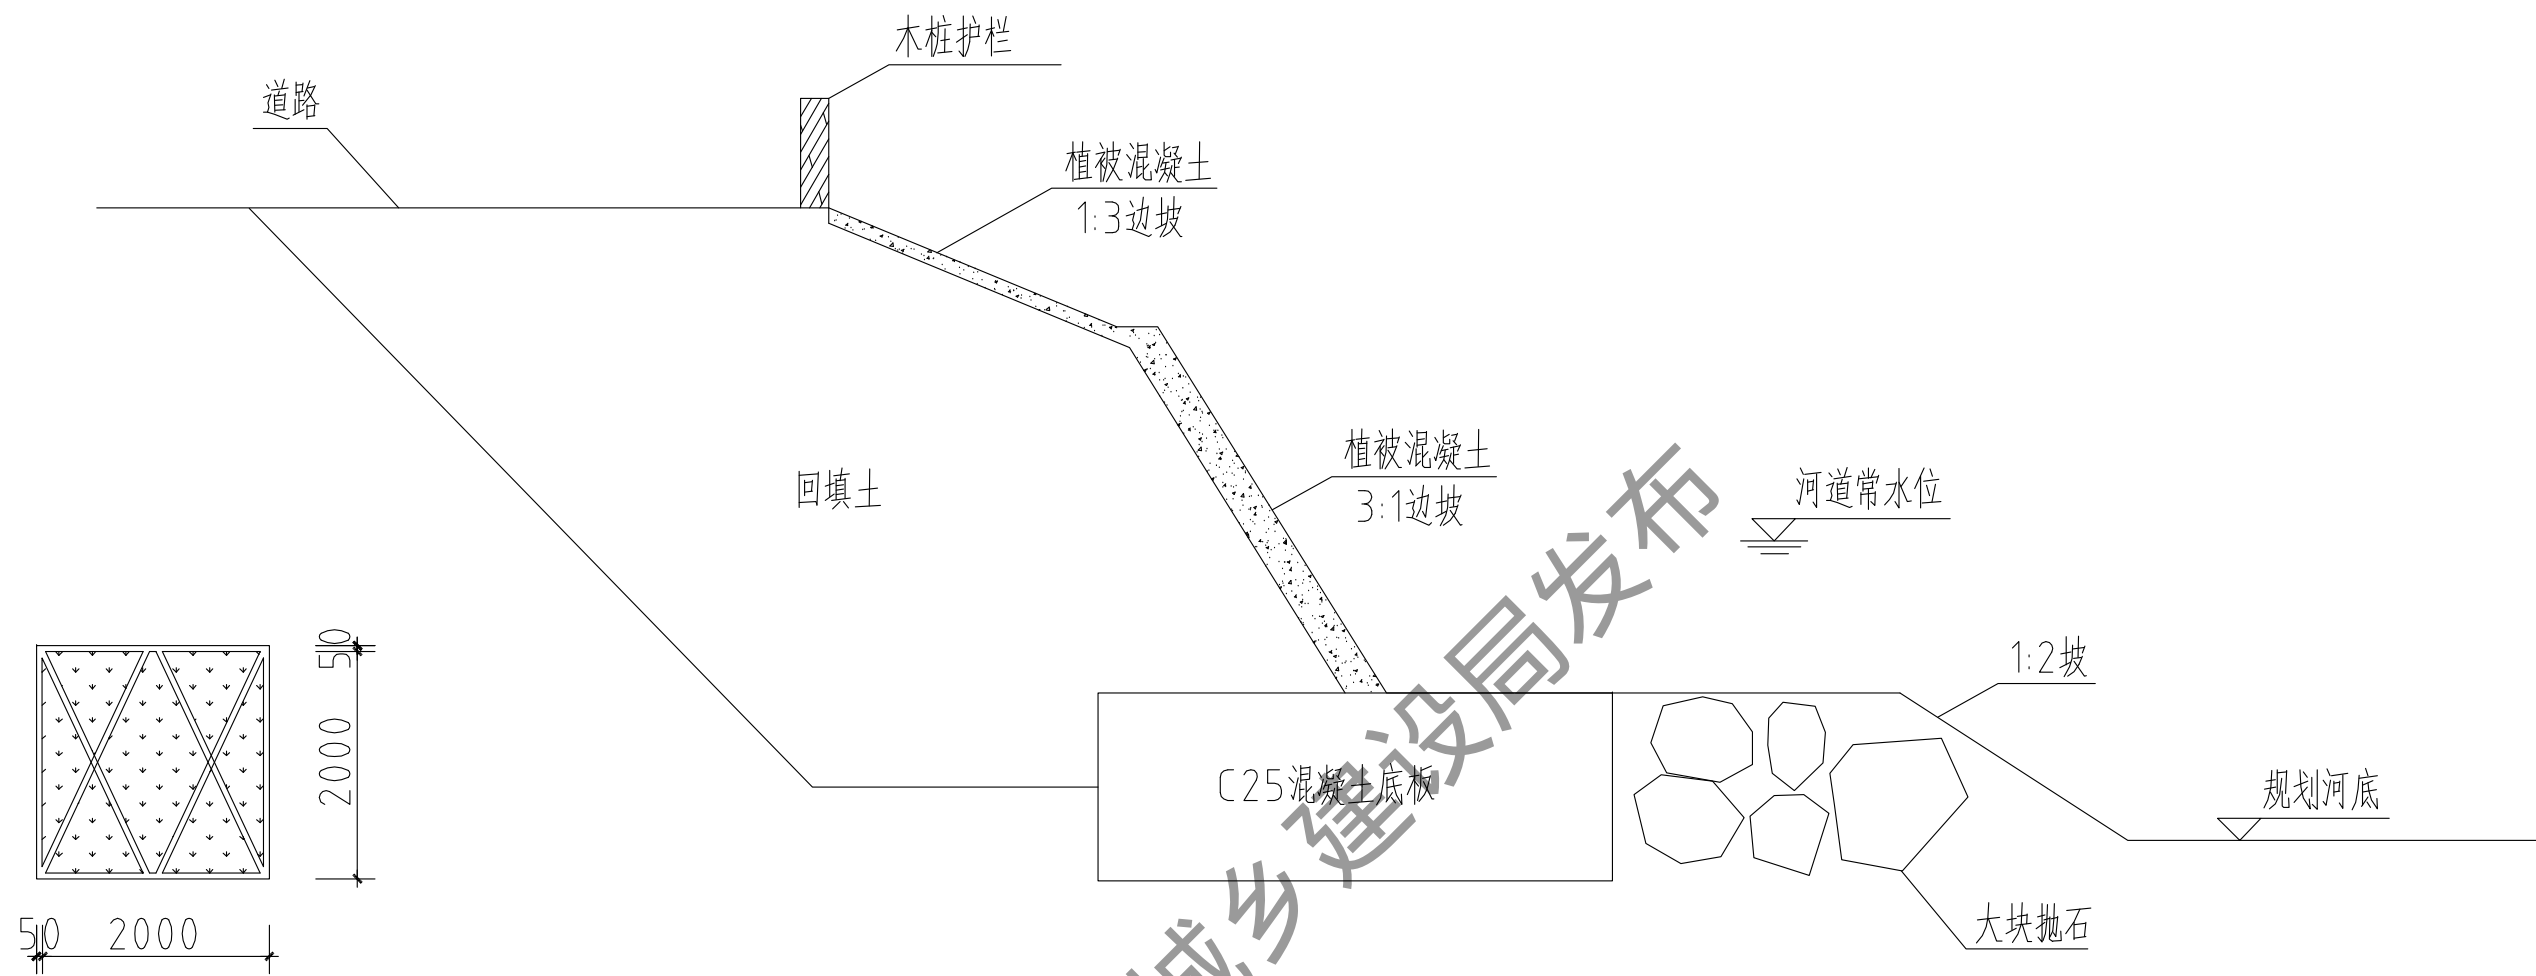 木桩护栏
道路
植被混凝土
1:3边坡
植被混凝土
3:1边坡
回填土
河道常水位
1:2坡
50
2000
C25混凝土底板
规划河底
大块抛石
50 2000
城乡建设局发布